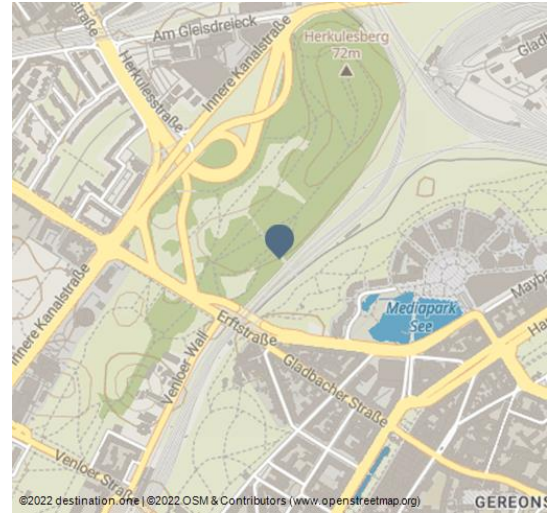 Am Gleisdreieck
Herkulesberg
72m
Herkulesstraße
Innere Kanalstraße
Mediapark
See
Innere Kanalstraße
Erftstraße
Gladbacher Straße
Venloer Wall
Venloer Straße
©2022 destination.one | ©2022 OSM & Contributors (www.openstreetmap.org)